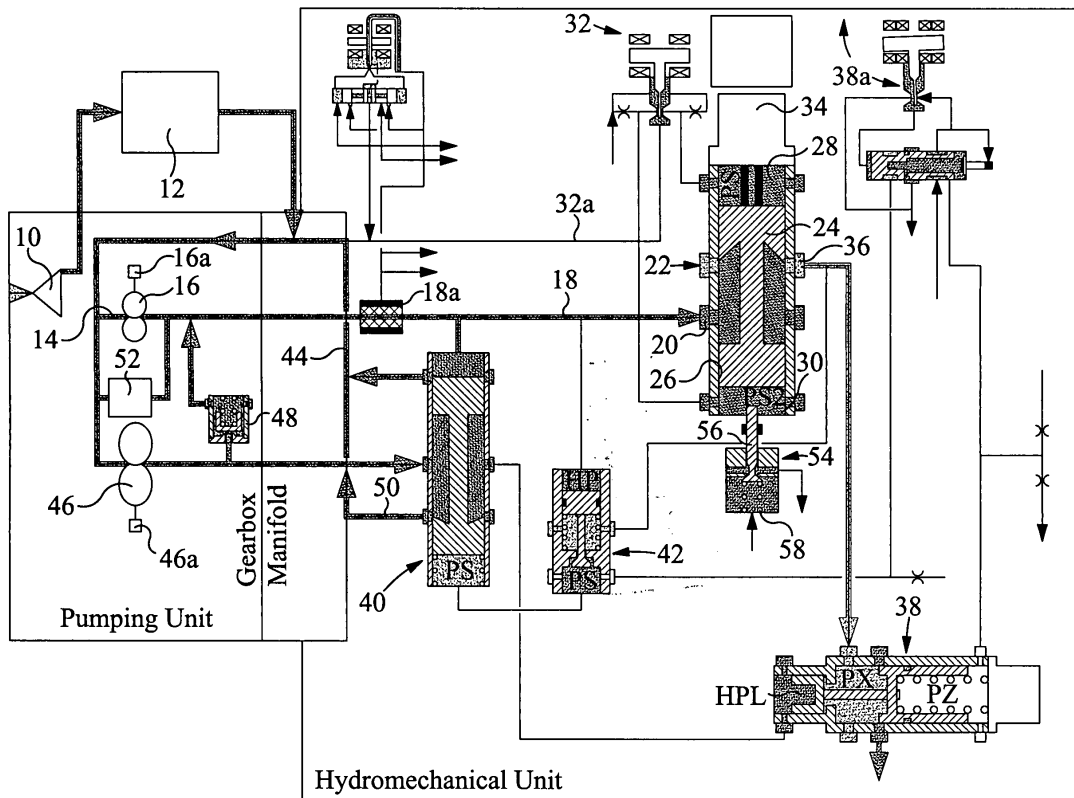 32
38a
34
12
28
PS
32a
24
10
16a
22
36
16
18a
18
14
20
44
52
26
30
PS2
48
56
54
50
HP
46
58
42
46a
Gearbox
Manifold
PS
PS
40
Pumping Unit
38
PX
HPL
PZ
Hydromechanical Unit